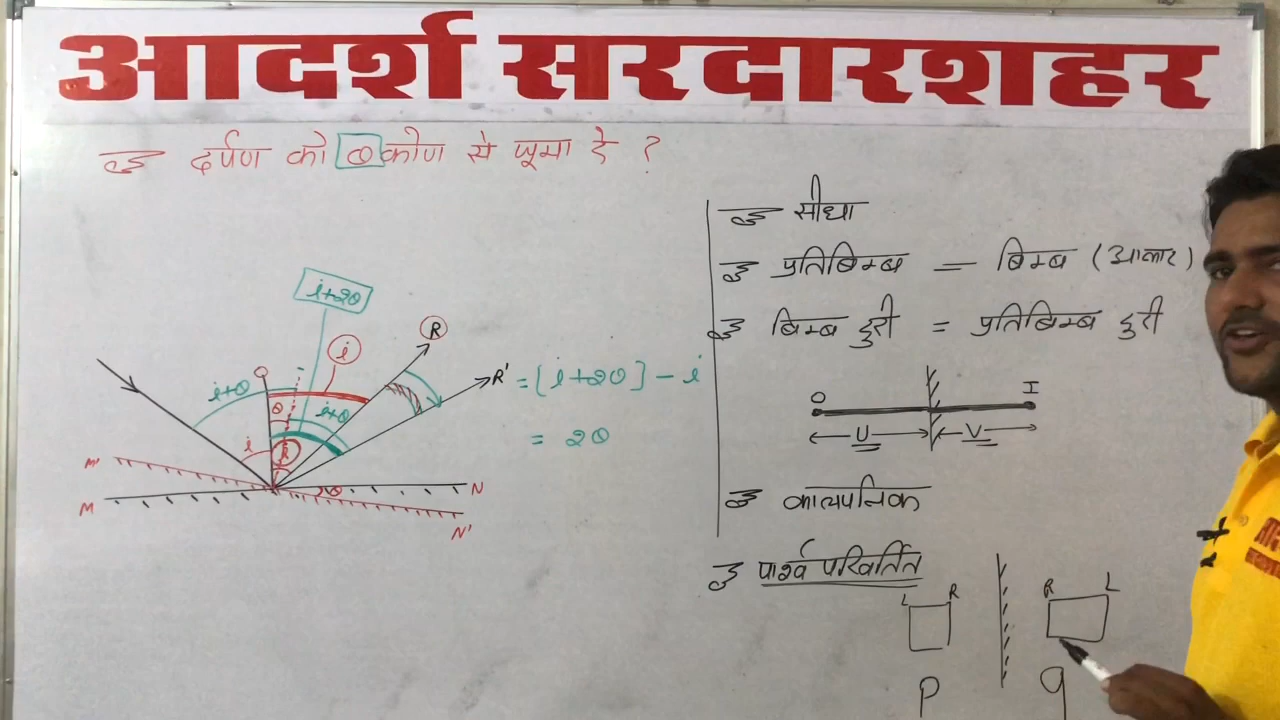 आदर्श सरदारशहर
दर्पण को θ कोण से घूमा दे ?
i+2θ
R
i
R'
= [i+2θ] - i
= 2θ
i+θ
θ
i+θ
i
M'
M
θ
N
N'
सीधा
प्रतिबिम्ब = बिम्ब (आकार)
बिम्ब दुरी = प्रतिबिम्ब दुरी
O
I
U
V
काल्पनिक
पार्श्व परिवर्तित
L R
R L
P
q